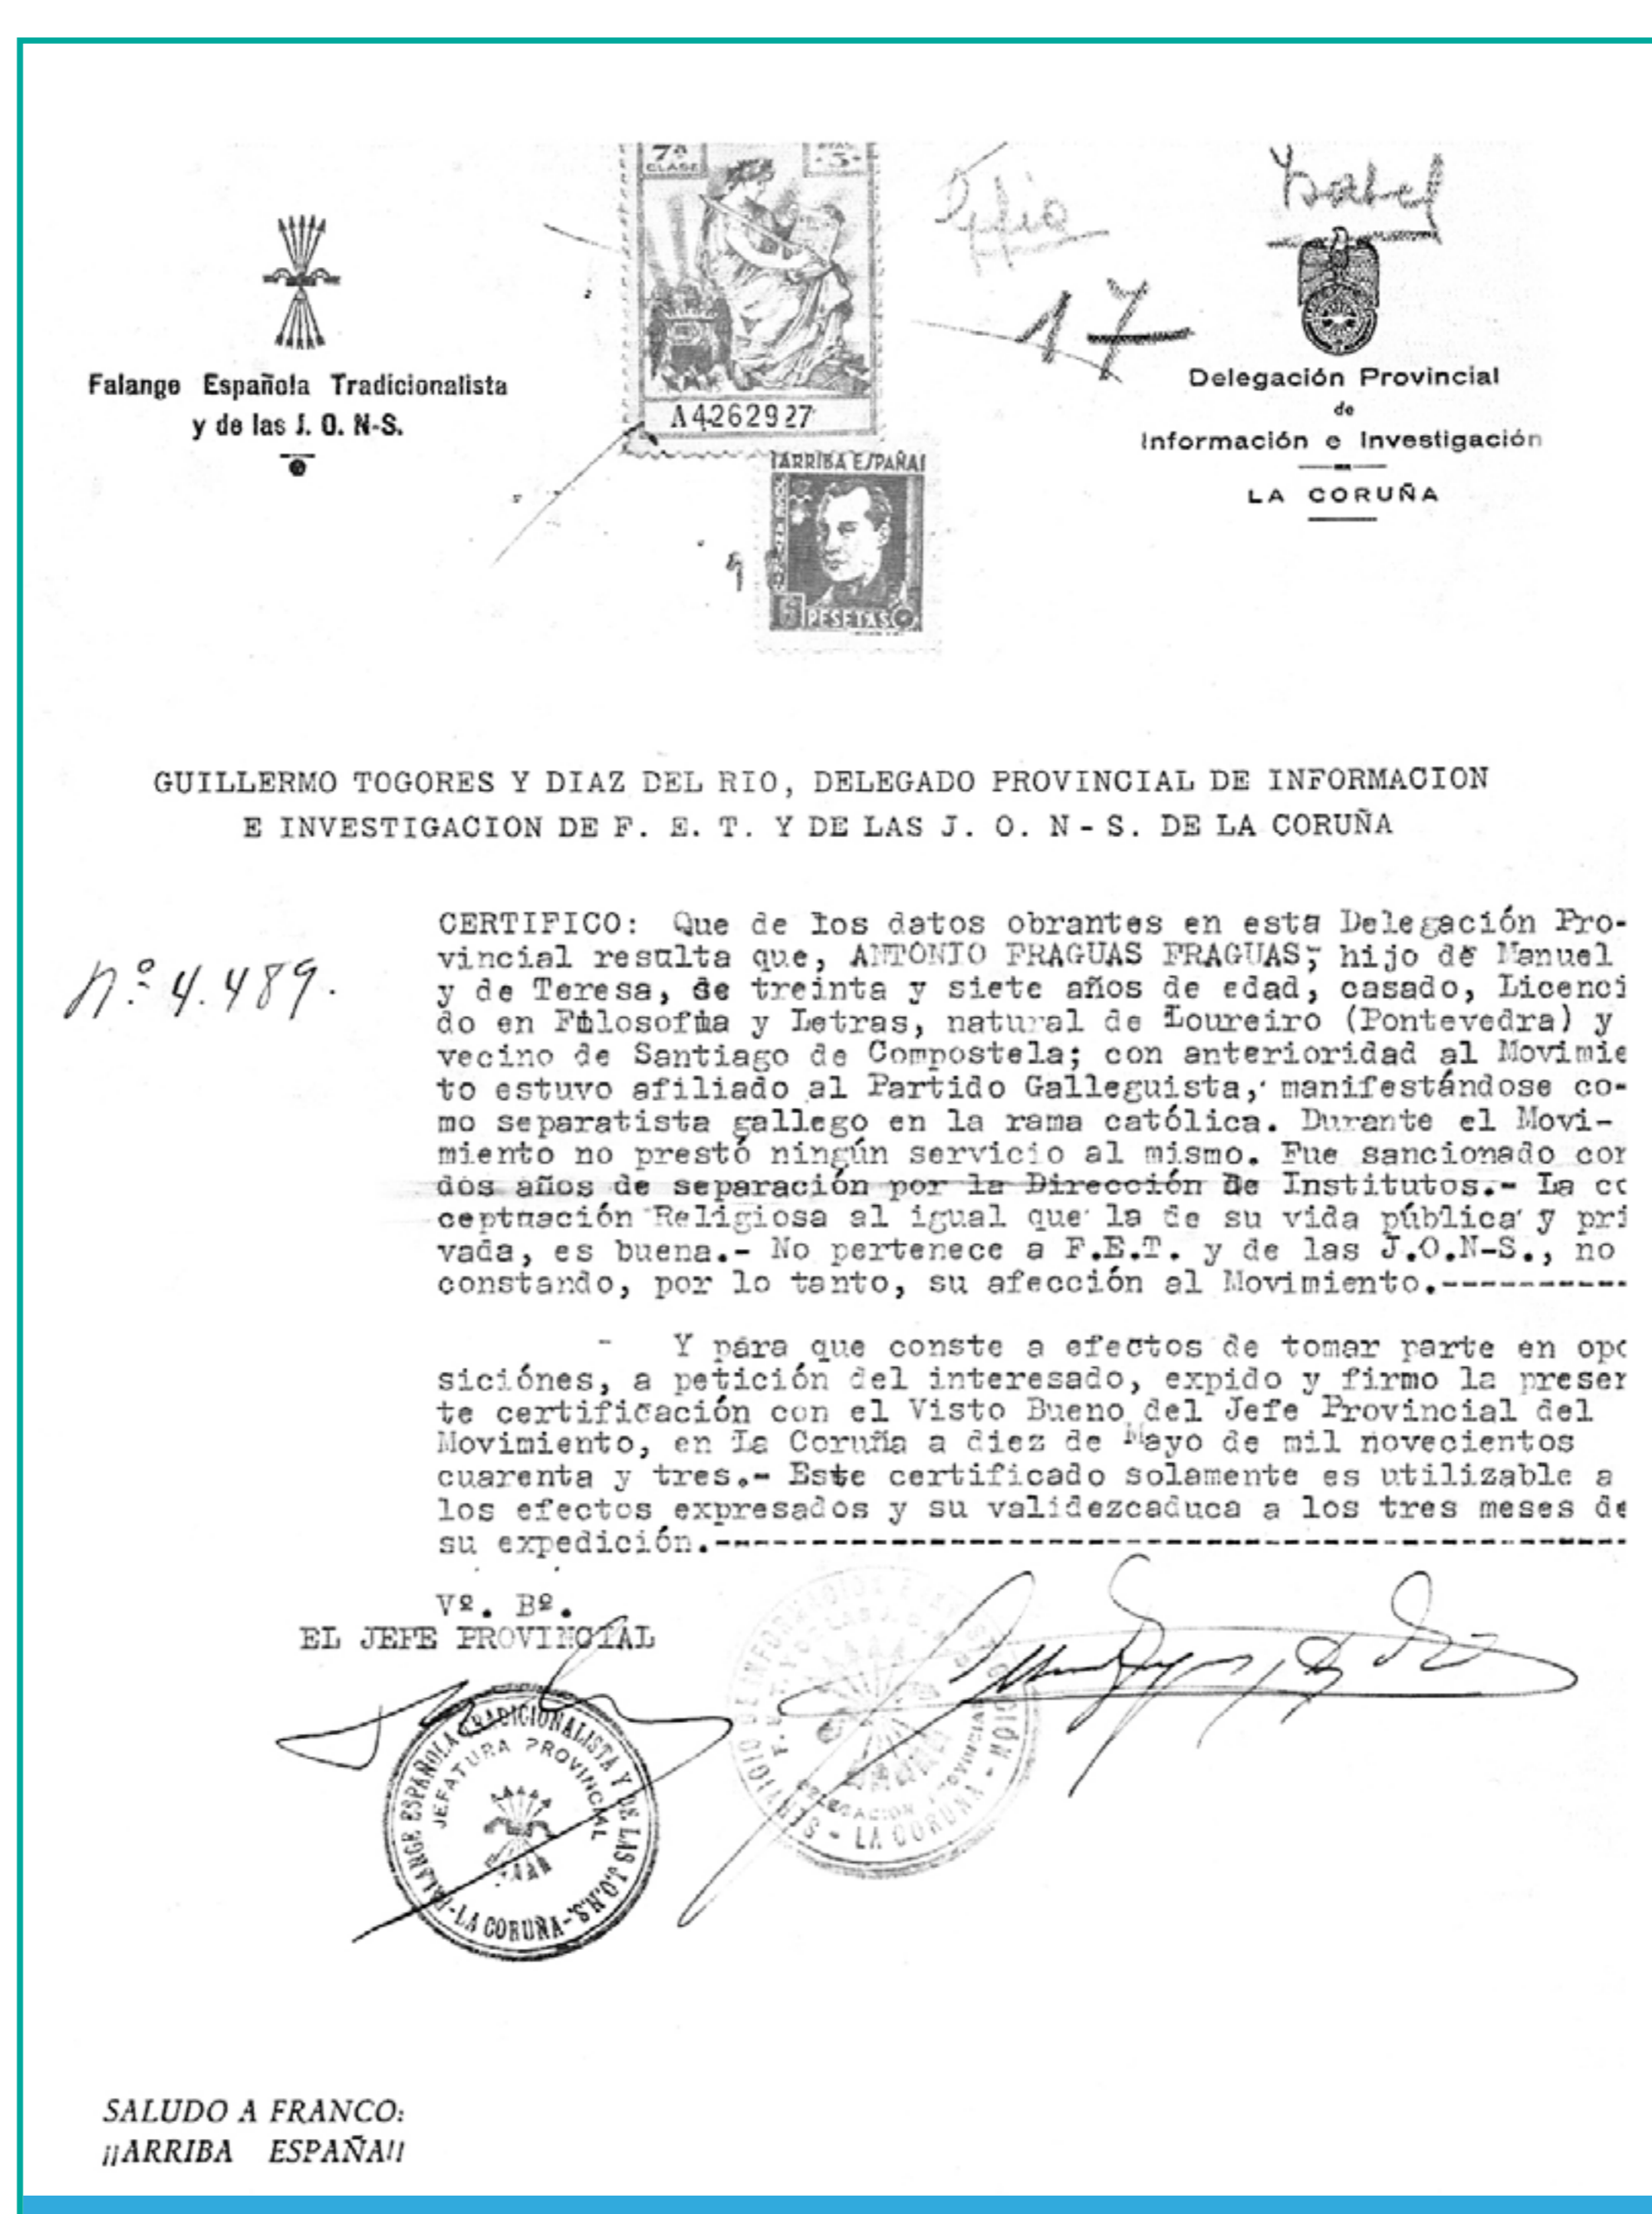 7ª
CLASE
A4262927
Isabel
17
Falange Española Tradicionalista
y de las J. O. N-S.
Delegación Provincial
de
Información e Investigación
LA CORUÑA
¡ARRIBA ESPAÑA!
PESETAS
GUILLERMO TOGORES Y DIAZ DEL RIO, DELEGADO PROVINCIAL DE INFORMACION
E INVESTIGACION DE F. E. T. Y DE LAS J. O. N - S. DE LA CORUÑA
nº 4.489.
CERTIFICO: Que de los datos obrantes en esta Delegación Pro-
vincial resulta que, ANTONIO FRAGUAS FRAGUAS; hijo de Manuel
y de Teresa, de treinta y siete años de edad, casado, Licenci
do en Filosofia y Letras, natural de Loureiro (Pontevedra) y
vecino de Santiago de Compostela; con anterioridad al Movimie
to estuvo afiliado al Partido Galleguista, manifestándose co-
mo separatista gallego en la rama católica. Durante el Movi-
miento no prestó ningún servicio al mismo. Fue sancionado con
dos años de separación por la Dirección de Institutos.- La co
ceptuación Religiosa al igual que la de su vida pública y pri
vada, es buena.- No pertenece a F.E.T. y de las J.O.N-S., no
constando, por lo tanto, su afección al Movimiento.----------
- Y pára que conste a efectos de tomar parte en opo
siciónes, a petición del interesado, expido y firmo la presen
te certificación con el Visto Bueno del Jefe Provincial del
Movimiento, en La Coruña a diez de Mayo de mil novecientos
cuarenta y tres.- Este certificado solamente es utilizable a
los efectos expresados y su validezcaduca a los tres meses de
su expedición.--------------------------------------------------
Vº. Bº.
EL JEFE PROVINCIAL
FALANGE ESPAÑOLA TRADICIONALISTA Y DE LAS J.O.N.S.
JEFATURA PROVINCIAL
-LA CORUÑA-
SERVICIO DE INFORMACIÓN E INVESTIGACIÓN - LA CORUÑA -
F.E.T. Y DE LAS J.O.N.S.
DELEGACION PROVINCIAL
SALUDO A FRANCO:
¡¡ARRIBA ESPAÑA!!